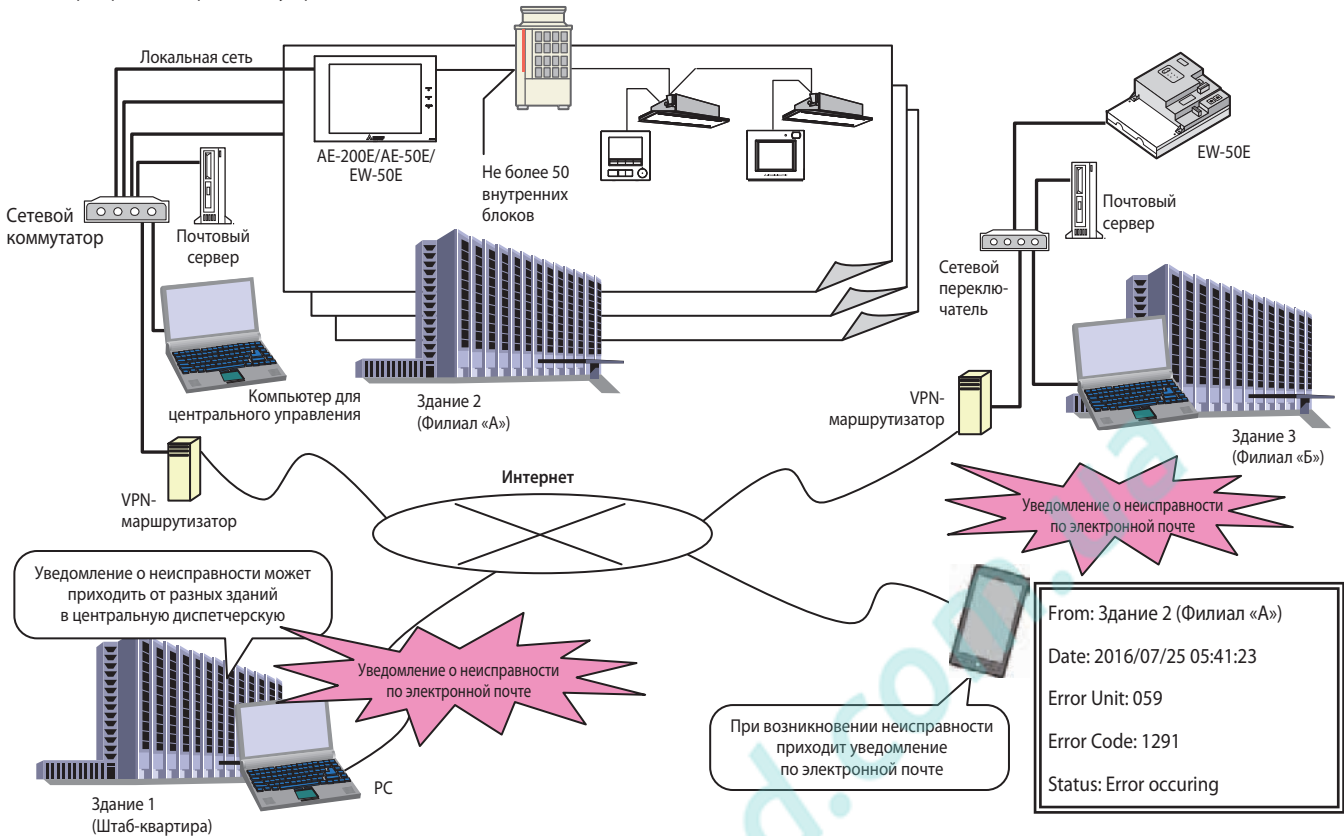 Локальная сеть
AE-200E/AE-50E/
EW-50E
Не более 50
внутренних
блоков
EW-50E
Сетевой
коммутатор
Почтовый
сервер
Почтовый
сервер
Сетевой
переклю-
чатель
Компьютер для
центрального управления
Здание 2
(Филиал «А»)
VPN-
маршрутизатор
Здание 3
(Филиал «Б»)
VPN-
маршрутизатор
Интернет
Уведомление о неисправности
по электронной почте
Уведомление о неисправности может
приходить от разных зданий
в центральную диспетчерскую
Уведомление о неисправности
по электронной почте
From: Здание 2 (Филиал «А»)
Date: 2016/07/25 05:41:23
Error Unit: 059
Error Code: 1291
Status: Error occuring
При возникновении неисправности
приходит уведомление
по электронной почте
PC
Здание 1
(Штаб-квартира)
d.com.ua